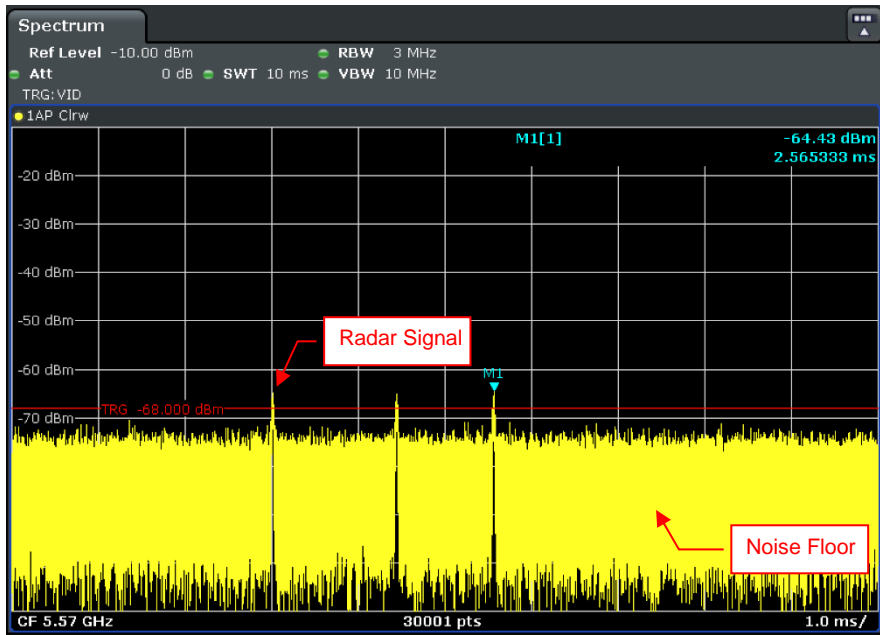 Spectrum
Ref Level -10.00 dBm RBW 3 MHz
Att 0 dB SWT 10 ms VBW 10 MHz
TRG:VID
1AP Clrw
M1[1] -64.43 dBm
2.565333 ms
-20 dBm
-30 dBm
-40 dBm
-50 dBm
Radar Signal
-60 dBm
M1
TRG -68.000 dBm
-70 dBm
Noise Floor
CF 5.57 GHz 30001 pts 1.0 ms/